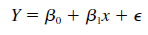 Y = β₀ + β₁x + ϵ